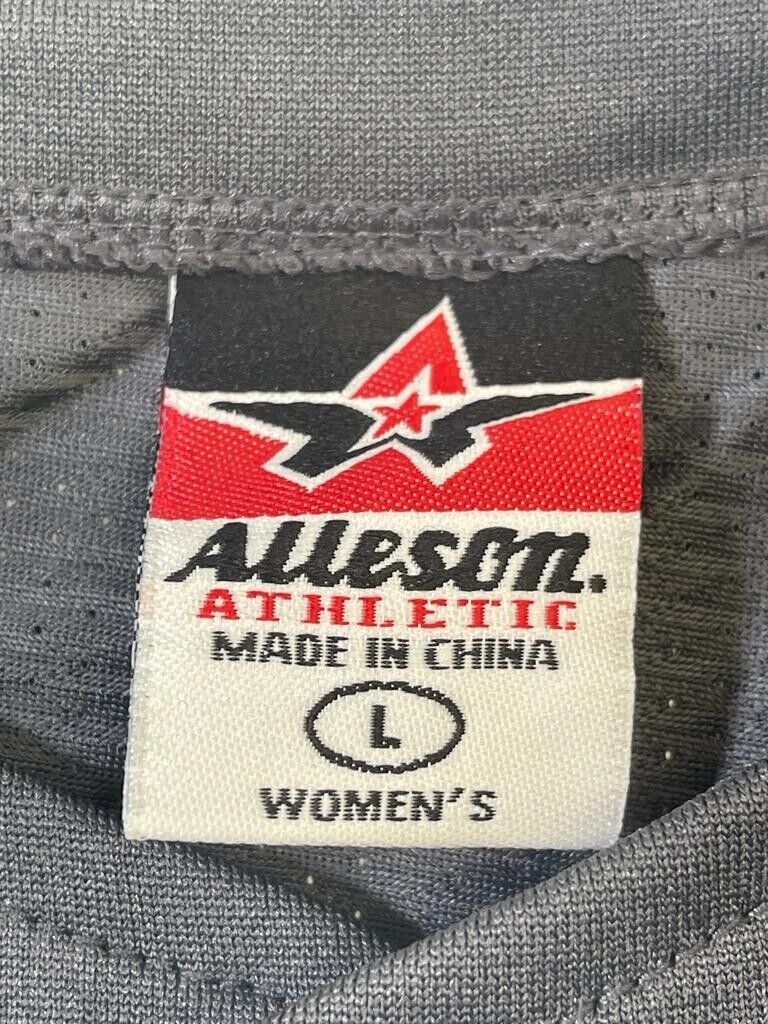 Alleson.
ATHLETIC
MADE IN CHINA
L
WOMEN'S